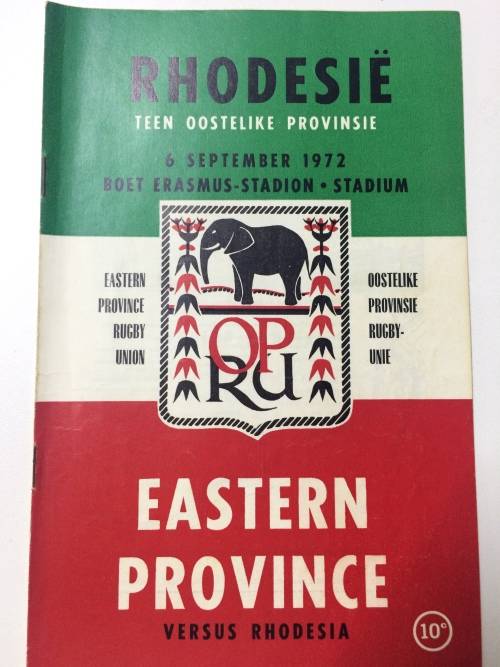 RHODESIË
TEEN OOSTELIKE PROVINSIE
6 SEPTEMBER 1972
BOET ERASMUS-STADION • STADIUM
EASTERN
PROVINCE
RUGBY
UNION
OP
RU
OOSTELIKE
PROVINSIE
RUGBY-
UNIE
EASTERN
PROVINCE
VERSUS RHODESIA
10c